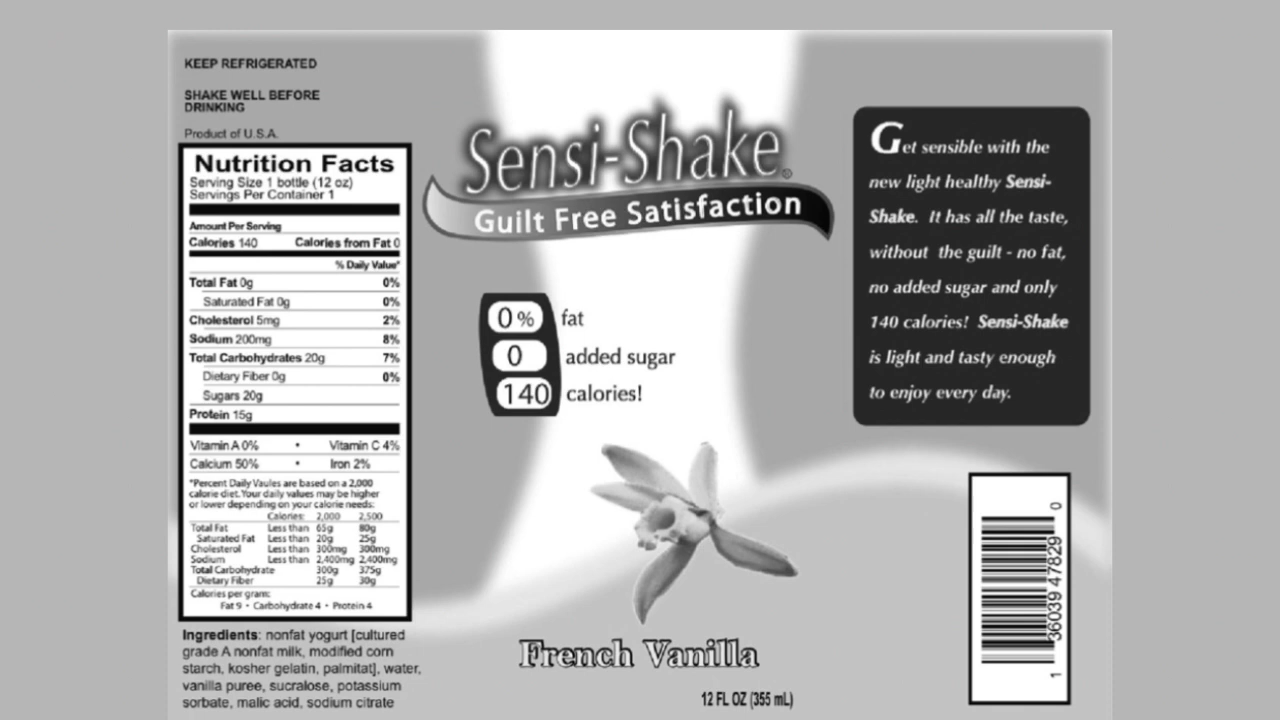 KEEP REFRIGERATED
SHAKE WELL BEFORE
DRINKING
Product of U.S.A.
Nutrition Facts
Serving Size 1 bottle (12 oz)
Servings Per Container 1
Amount Per Serving
Calories 140 Calories from Fat 0
% Daily Value*
Total Fat 0g 0%
Saturated Fat 0g 0%
Cholesterol 5mg 2%
Sodium 200mg 8%
Total Carbohydrates 20g 7%
Dietary Fiber 0g 0%
Sugars 20g
Protein 15g
Vitamin A 0% • Vitamin C 4%
Calcium 50% • Iron 2%
*Percent Daily Vaules are based on a 2,000
calorie diet. Your daily values may be higher
or lower depending on your calorie needs:
Calories: 2,000 2,500
Total Fat Less than 65g 80g
Saturated Fat Less than 20g 25g
Cholesterol Less than 300mg 300mg
Sodium Less than 2,400mg 2,400mg
Total Carbohydrate 300g 375g
Dietary Fiber 25g 30g
Calories per gram:
Fat 9 • Carbohydrate 4 • Protein 4
Ingredients: nonfat yogurt [cultured
grade A nonfat milk, modified corn
starch, kosher gelatin, palmitat], water,
vanilla puree, sucralose, potassium
sorbate, malic acid, sodium citrate
Sensi-Shake®
Guilt Free Satisfaction
0% fat
0 added sugar
140 calories!
French Vanilla
12 FL OZ (355 mL)
Get sensible with the
new light healthy Sensi-
Shake. It has all the taste,
without the guilt - no fat,
no added sugar and only
140 calories! Sensi-Shake
is light and tasty enough
to enjoy every day.
1 36039 47829 0